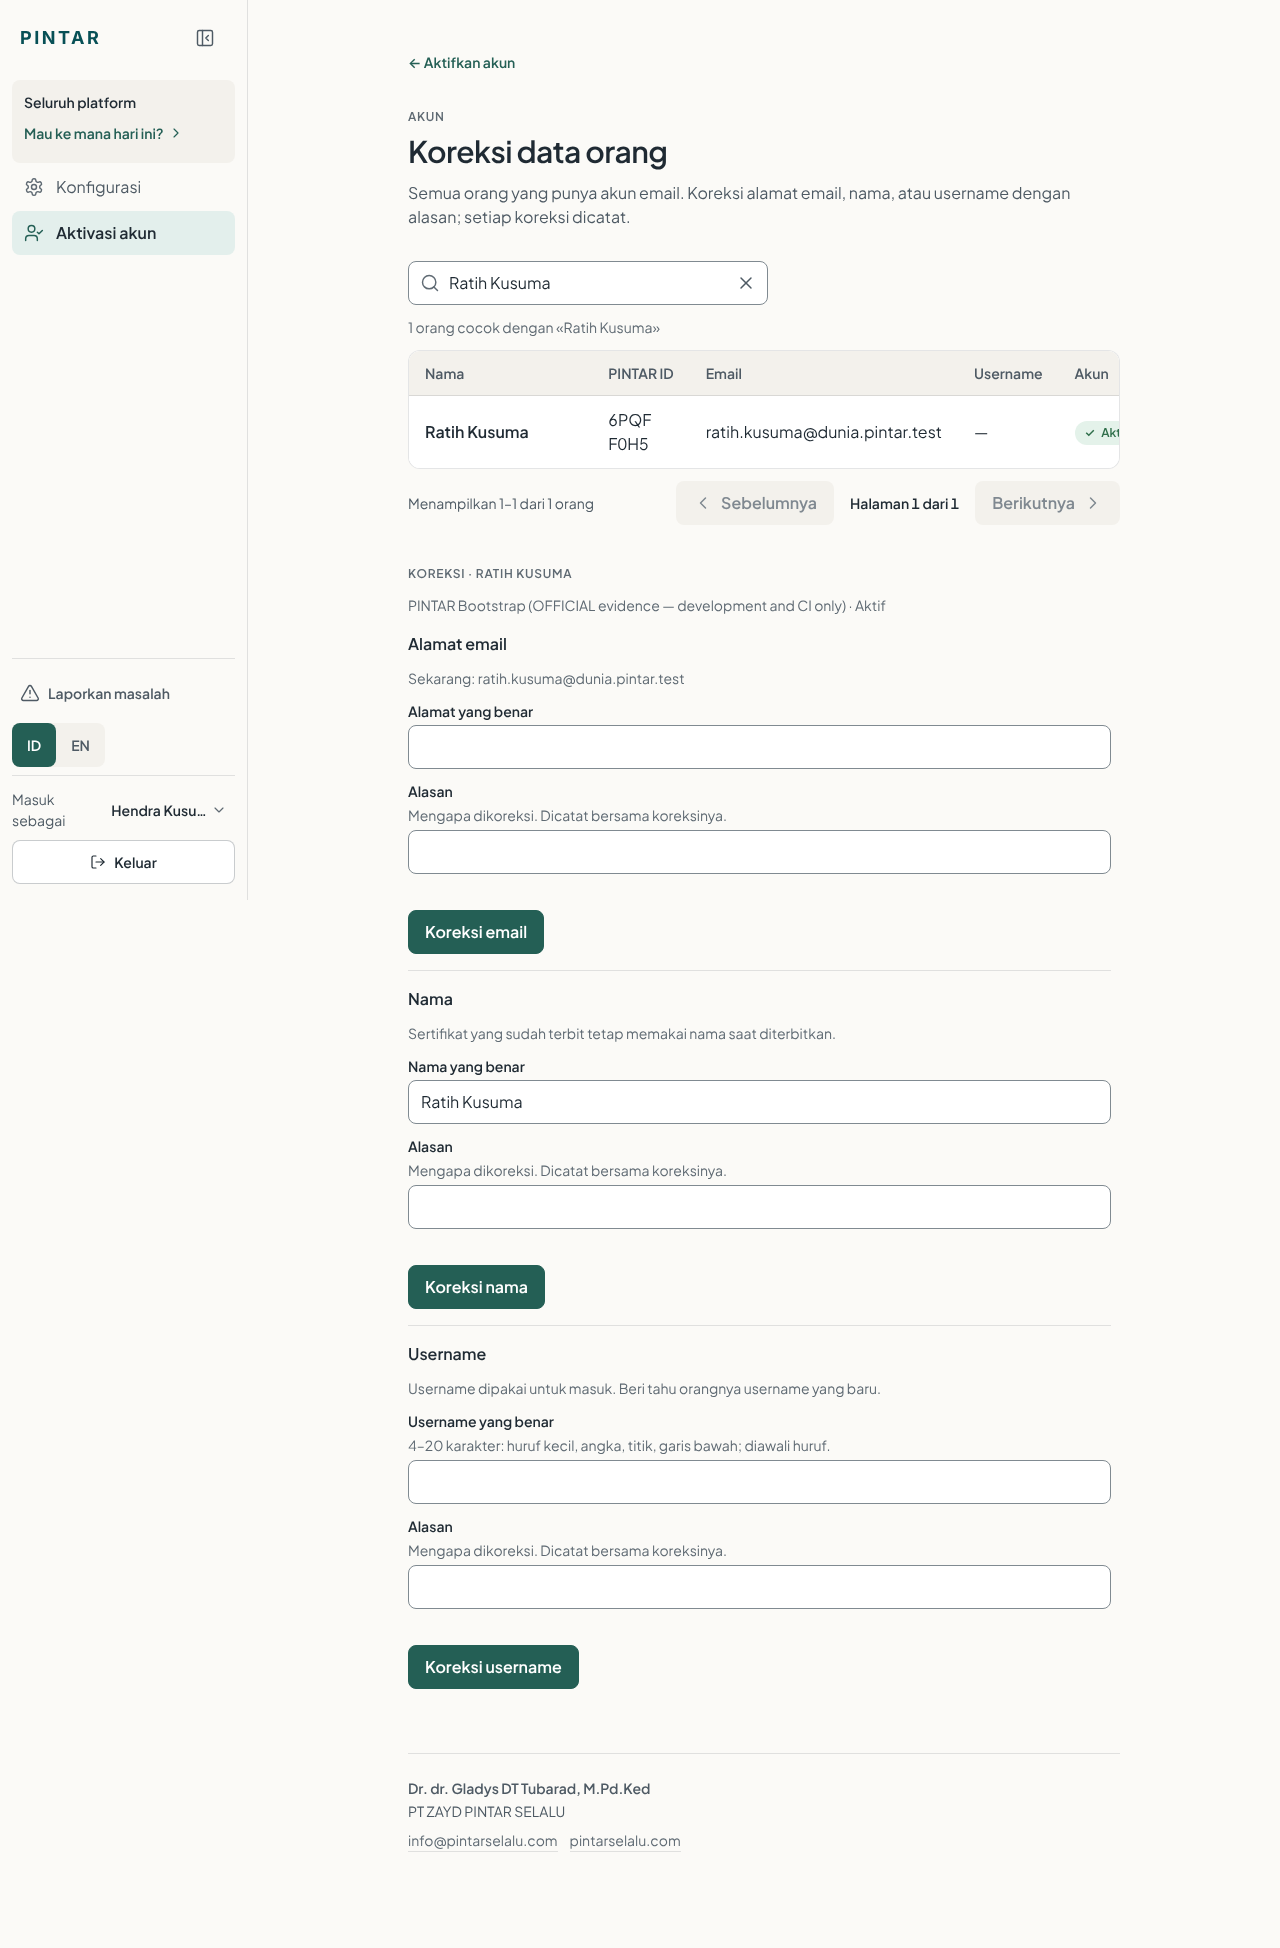 PINTAR
Seluruh platform
Mau ke mana hari ini?
Konfigurasi
Aktivasi akun
Laporkan masalah
ID EN
Masuk sebagai
Hendra Kusu...
Keluar
← Aktifkan akun
AKUN
Koreksi data orang
Semua orang yang punya akun email. Koreksi alamat email, nama, atau username dengan
alasan; setiap koreksi dicatat.
Ratih Kusuma
1 orang cocok dengan «Ratih Kusuma»
Nama PINTAR ID Email Username Akun
Ratih Kusuma 6PQF F0H5 ratih.kusuma@dunia.pintar.test —
Menampilkan 1–1 dari 1 orang Sebelumnya Halaman 1 dari 1 Berikutnya
KOREKSI · RATIH KUSUMA
PINTAR Bootstrap (OFFICIAL evidence — development and CI only) · Aktif
Alamat email
Sekarang: ratih.kusuma@dunia.pintar.test
Alamat yang benar
Alasan
Mengapa dikoreksi. Dicatat bersama koreksinya.
Koreksi email
Nama
Sertifikat yang sudah terbit tetap memakai nama saat diterbitkan.
Nama yang benar
Ratih Kusuma
Alasan
Mengapa dikoreksi. Dicatat bersama koreksinya.
Koreksi nama
Username
Username dipakai untuk masuk. Beri tahu orangnya username yang baru.
Username yang benar
4–20 karakter: huruf kecil, angka, titik, garis bawah; diawali huruf.
Alasan
Mengapa dikoreksi. Dicatat bersama koreksinya.
Koreksi username
Dr. dr. Gladys DT Tubarad, M.Pd.Ked
PT ZAYD PINTAR SELALU
info@pintarselalu.com pintarselalu.com